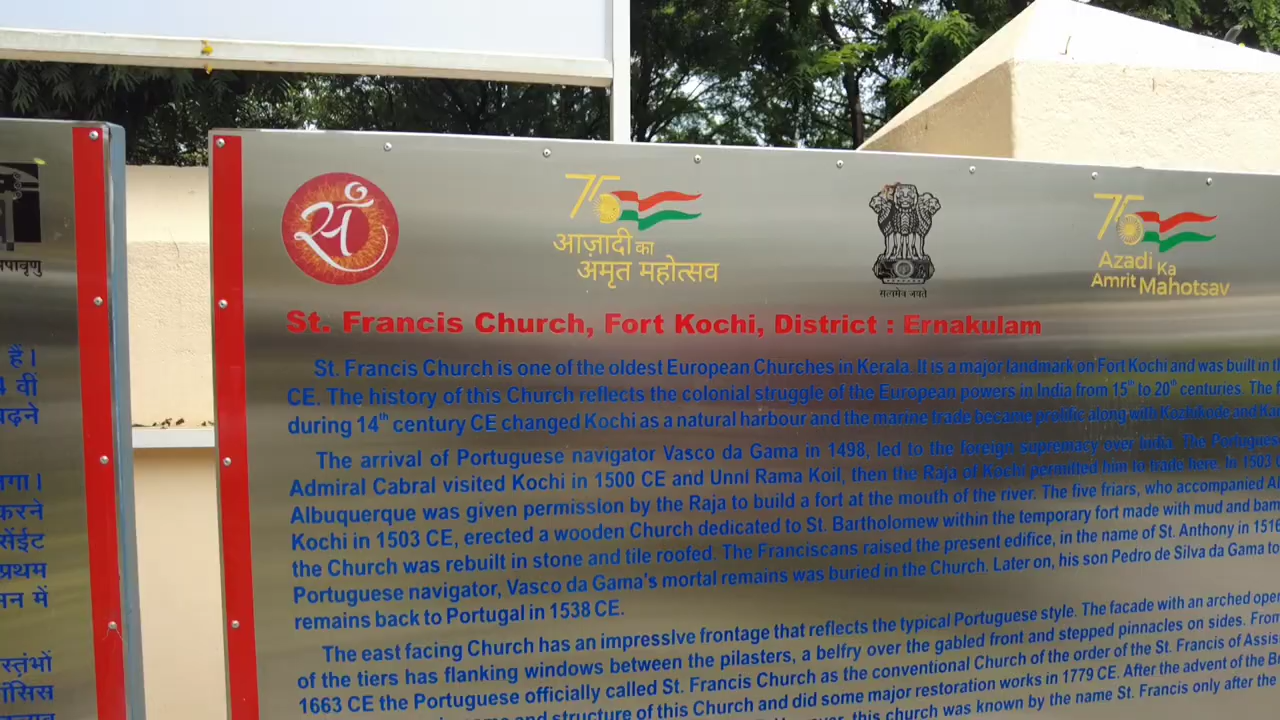 पावृणु
हैं।
4 वीं
बढ़ने
करने
सेंईट
प्रथम
स्तंभों
सं
75
आज़ादी का
अमृत महोत्सव
सत्यमेव जयते
75
Azadi Ka
Amrit Mahotsav
St. Francis Church, Fort Kochi, District : Ernakulam
St. Francis Church is one of the oldest European Churches in Kerala. It is a major landmark on Fort Kochi and was built in
CE. The history of this Church reflects the colonial struggle of the European powers in India from 15th to 20th centuries. The
during 14th century CE changed Kochi as a natural harbour and the marine trade became prolific along with Kozhikode and
The arrival of Portuguese navigator Vasco da Gama in 1498, led to the foreign supremacy over India. The Portuguese
Admiral Cabral visited Kochi in 1500 CE and Unni Rama Koil, then the Raja of Kochi permitted him to trade here. In 1503
Albuquerque was given permission by the Raja to build a fort at the mouth of the river. The five friars, who accompanied
Kochi in 1503 CE, erected a wooden Church dedicated to St. Bartholomew within the temporary fort made with mud and
the Church was rebuilt in stone and tile roofed. The Franciscans raised the present edifice, in the name of St. Anthony in 1516
Portuguese navigator, Vasco da Gama's mortal remains was buried in the Church. Later on, his son Pedro de Silva da Gama to
remains back to Portugal in 1538 CE.
The east facing Church has an impressive frontage that reflects the typical Portuguese style. The facade with an arched
of the tiers has flanking windows between the pilasters, a belfry over the gabled front and stepped pinnacles on sides. From
1663 CE the Portuguese officially called St. Francis Church as the conventional Church of the order of the St. Francis of
and structure of this Church and did some major restoration works in 1779 CE. After the advent of the
this church was known by the name St. Francis only after the